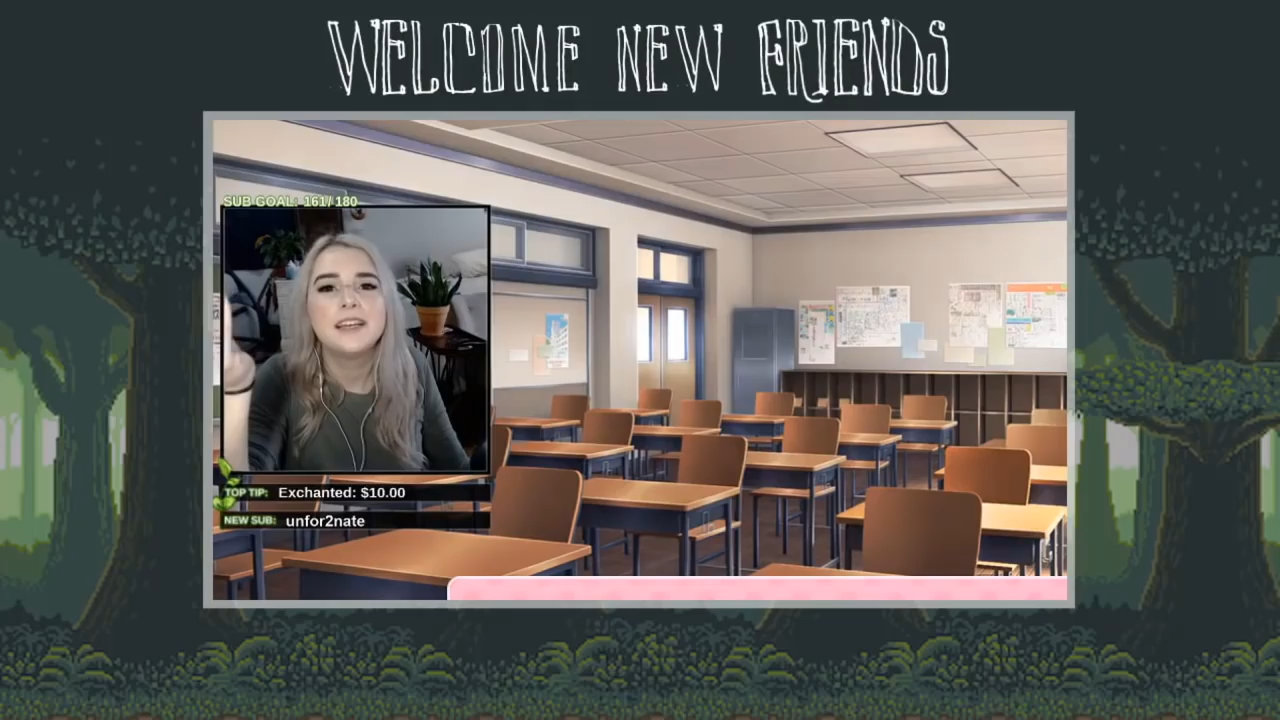 WELCOME NEW FRIENDS
SUB GOAL: 161/ 180
TOP TIP: Exchanted: $10.00
NEW SUB: unfor2nate